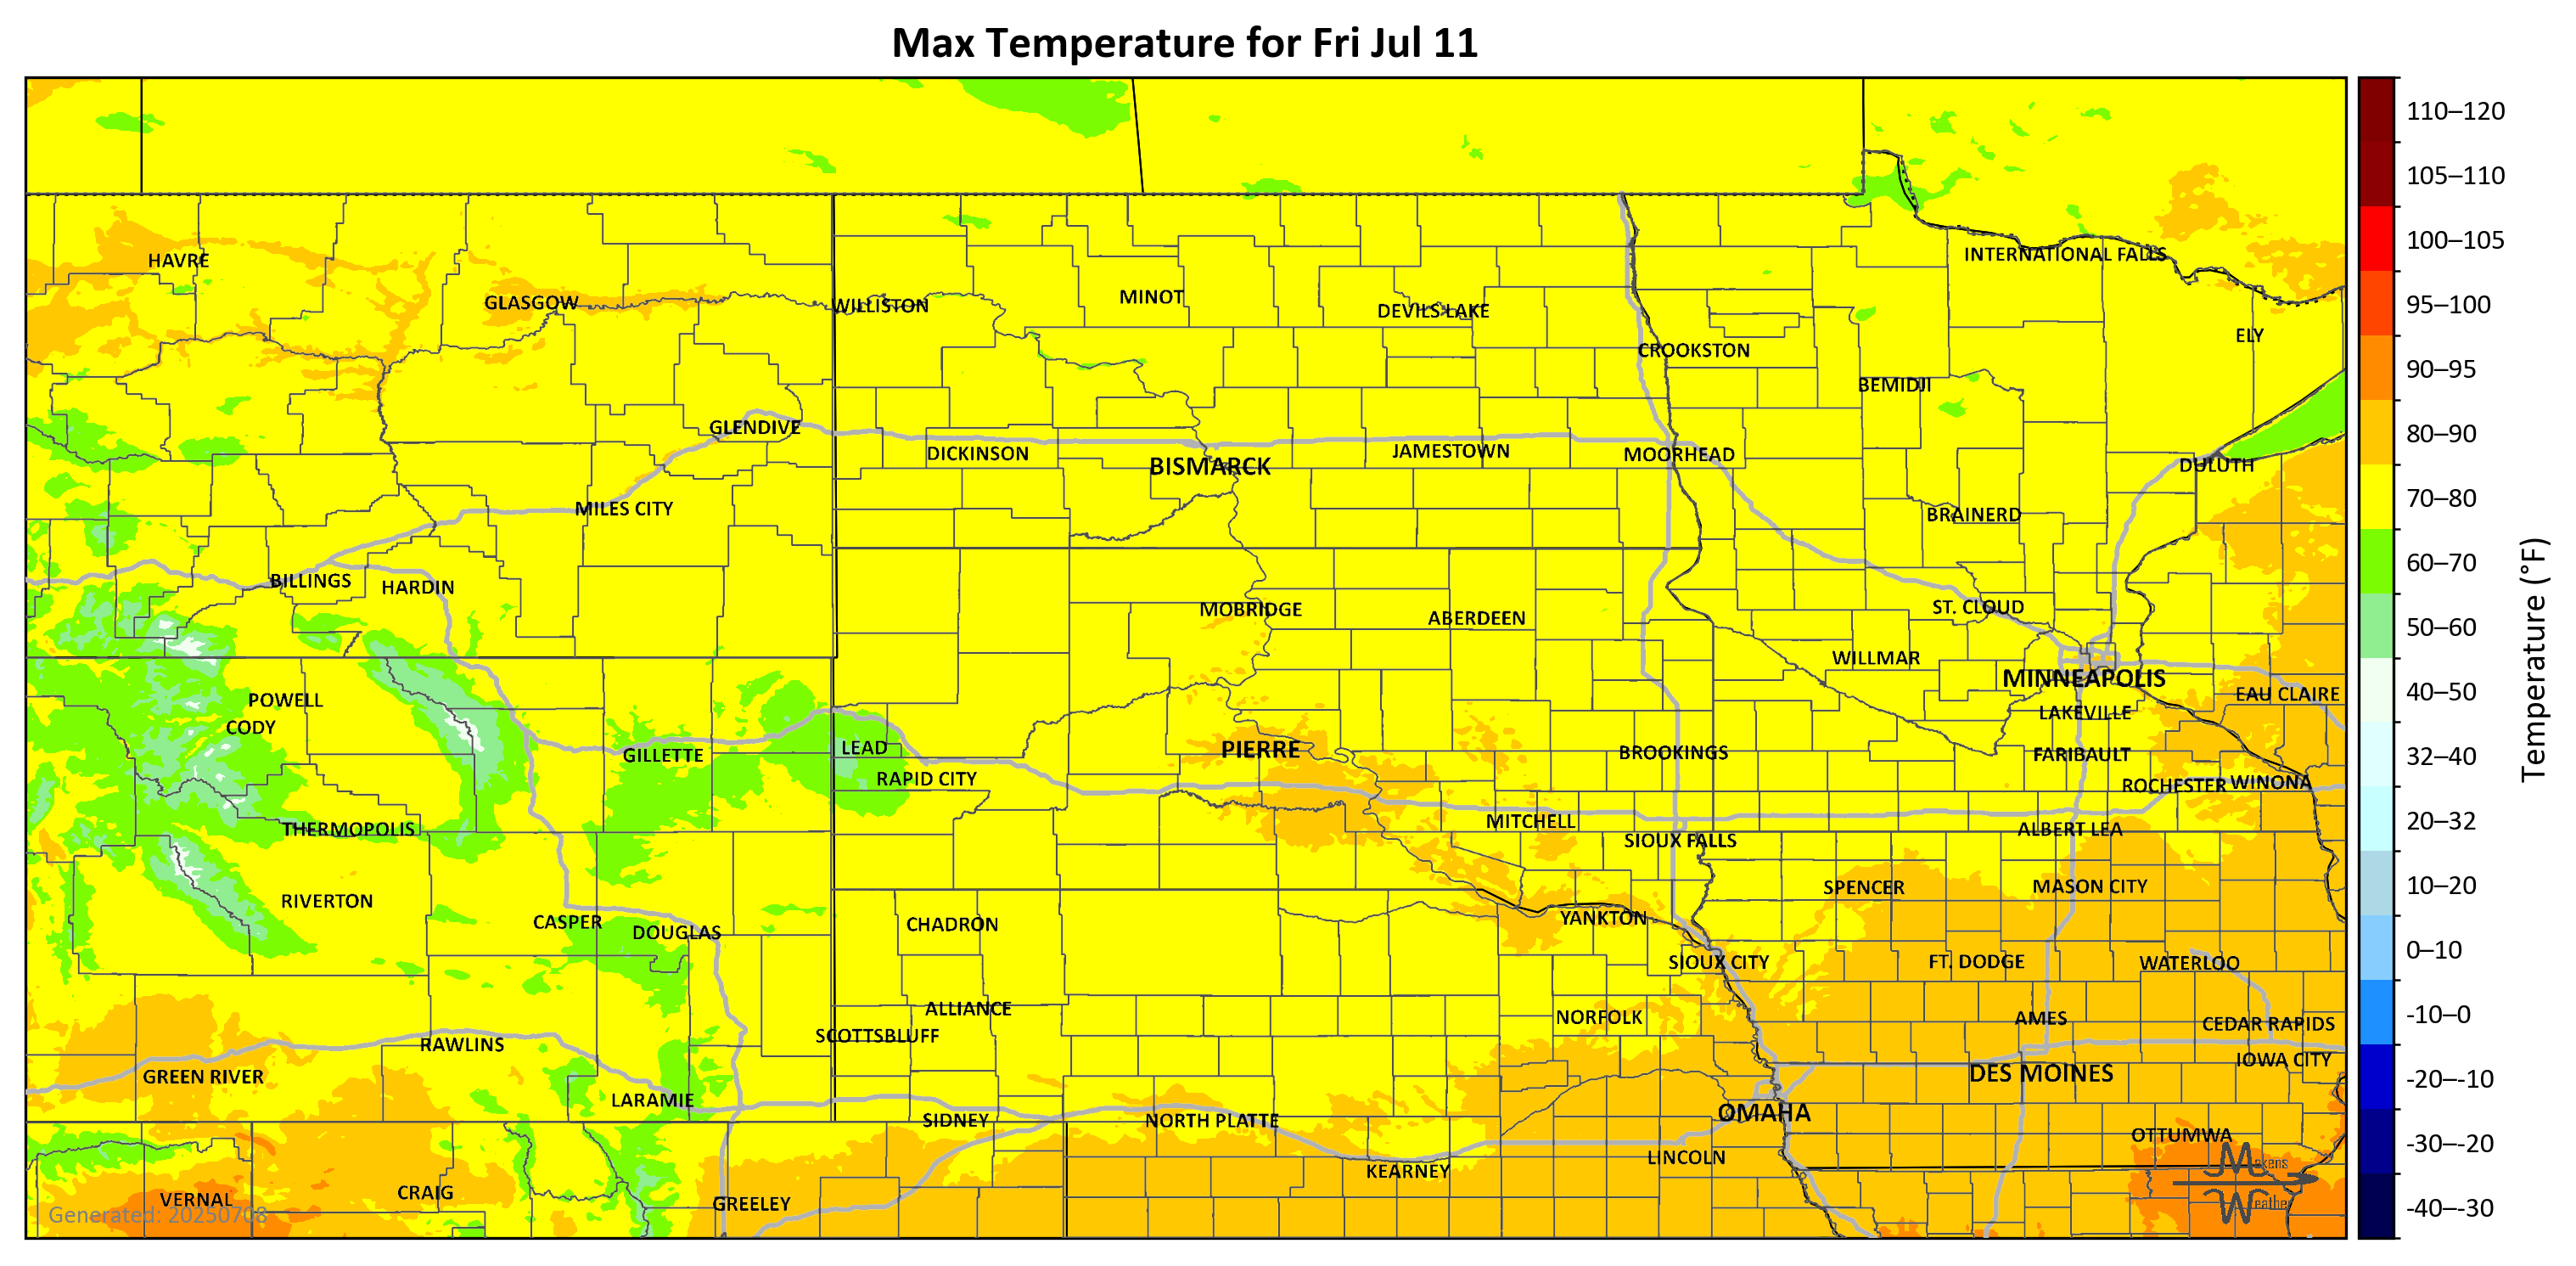 Max Temperature for Fri Jul 11
110–120
105–110
100–105
95–100
90–95
80–90
70–80
60–70
50–60
40–50
32–40
20–32
10–20
0–10
-10–0
-20–-10
-30–-20
-40–-30
Temperature (°F)
HAVRE
INTERNATIONAL FALLS
GLASGOW
WILLISTON
MINOT
DEVILS LAKE
ELY
CROOKSTON
BEMIDJI
GLENDIVE
DICKINSON
BISMARCK
JAMESTOWN
MOORHEAD
DULUTH
MILES CITY
BRAINERD
BILLINGS
HARDIN
MOBRIDGE
ABERDEEN
ST. CLOUD
WILLMAR
MINNEAPOLIS
POWELL
EAU CLAIRE
CODY
LAKEVILLE
GILLETTE
LEAD
PIERRE
BROOKINGS
FARIBAULT
RAPID CITY
ROCHESTER
WINONA
THERMOPOLIS
MITCHELL
SIOUX FALLS
ALBERT LEA
RIVERTON
SPENCER
MASON CITY
CASPER
DOUGLAS
CHADRON
YANKTON
SIOUX CITY
FT. DODGE
WATERLOO
ALLIANCE
NORFOLK
AMES
CEDAR RAPIDS
RAWLINS
SCOTTSBLUFF
IOWA CITY
GREEN RIVER
DES MOINES
LARAMIE
SIDNEY
NORTH PLATTE
OMAHA
OTTUMWA
LINCOLN
KEARNEY
VERNAL
CRAIG
GREELEY
Makens
Weather
Generated: 20250708